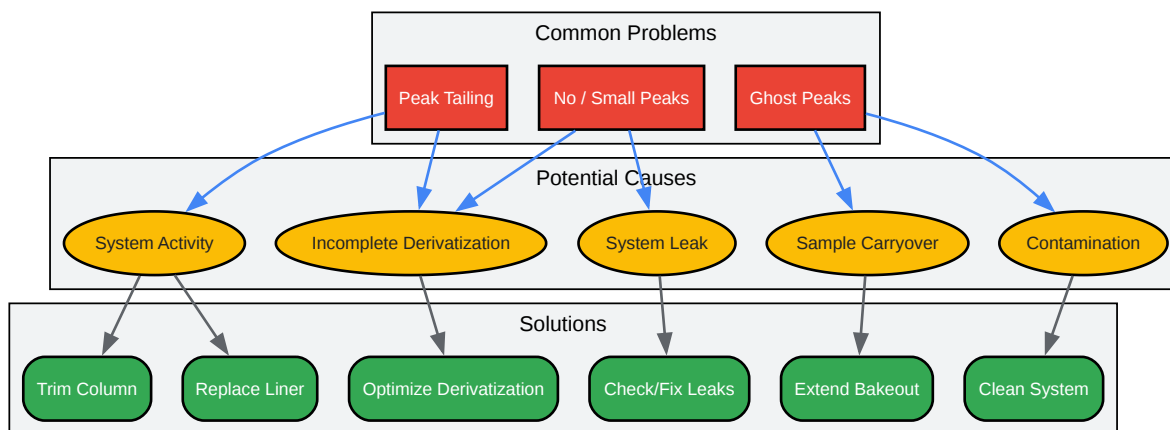 Common Problems
Peak Tailing
No / Small Peaks
Ghost Peaks
Potential Causes
System Activity
Incomplete Derivatization
System Leak
Sample Carryover
Contamination
Solutions
Trim Column
Replace Liner
Optimize Derivatization
Check/Fix Leaks
Extend Bakeout
Clean System